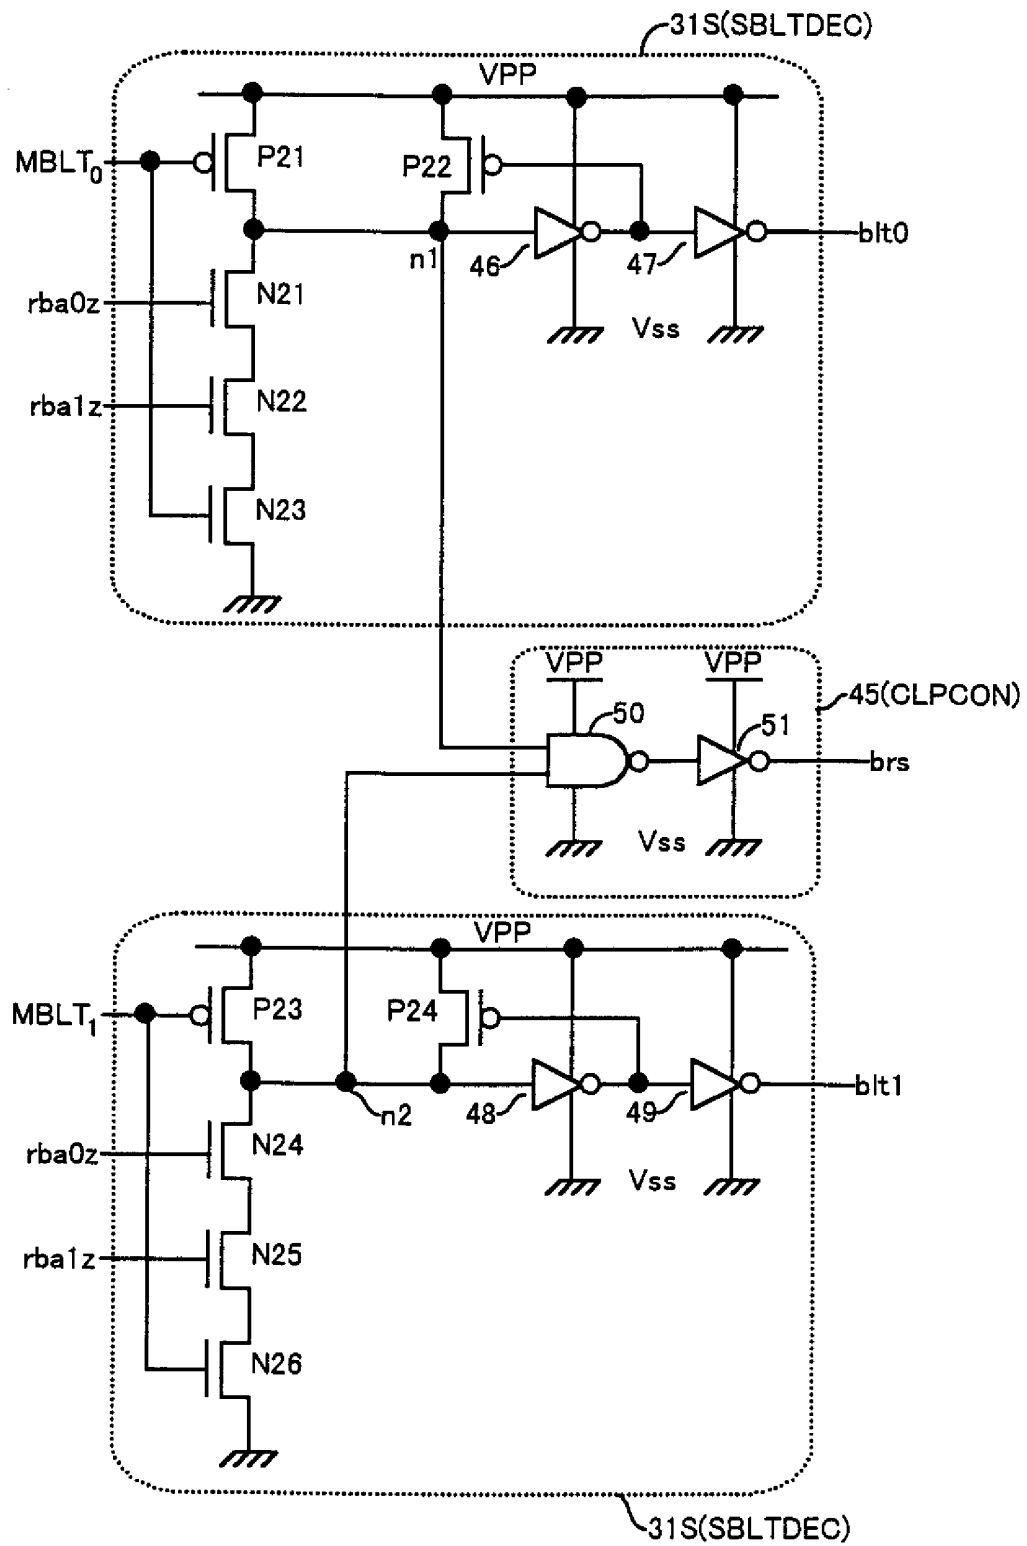 31S(SBLTDEC)
VPP
MBLT0
P21
P22
n1
46
47
blt0
rba0z
N21
Vss
rba1z
N22
N23
VPP
VPP
50
51
45(CLPCON)
brs
Vss
VPP
MBLT1
P23
P24
n2
48
49
blt1
rba0z
N24
Vss
rba1z
N25
N26
31S(SBLTDEC)